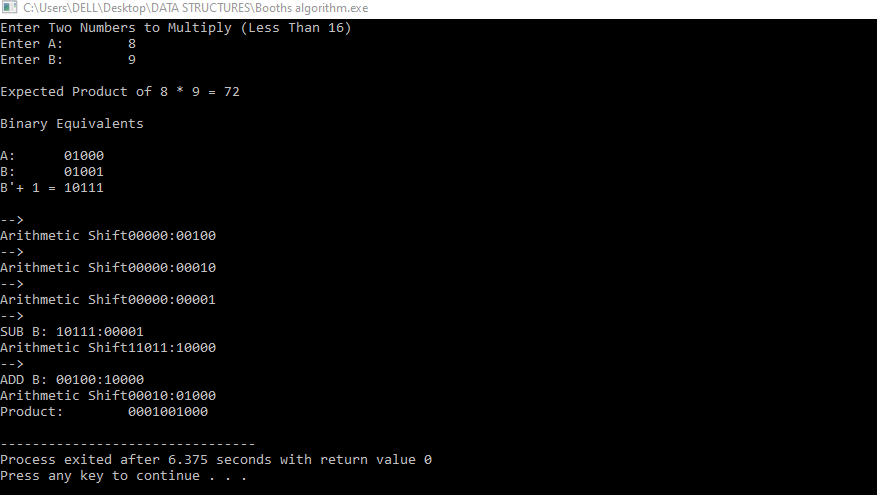 C:\Users\DELL\Desktop\DATA STRUCTURES\Booths algorithm.exe
Enter Two Numbers to Multiply (Less Than 16)
Enter A:        8
Enter B:        9
Expected Product of 8 * 9 = 72
Binary Equivalents
A:      01000
B:      01001
B'+ 1 = 10111
-->
Arithmetic Shift00000:00100
-->
Arithmetic Shift00000:00010
-->
Arithmetic Shift00000:00001
-->
SUB B: 10111:00001
Arithmetic Shift11011:10000
-->
ADD B: 00100:10000
Arithmetic Shift00010:01000
Product:        0001001000
--------------------------------
Process exited after 6.375 seconds with return value 0
Press any key to continue . . .